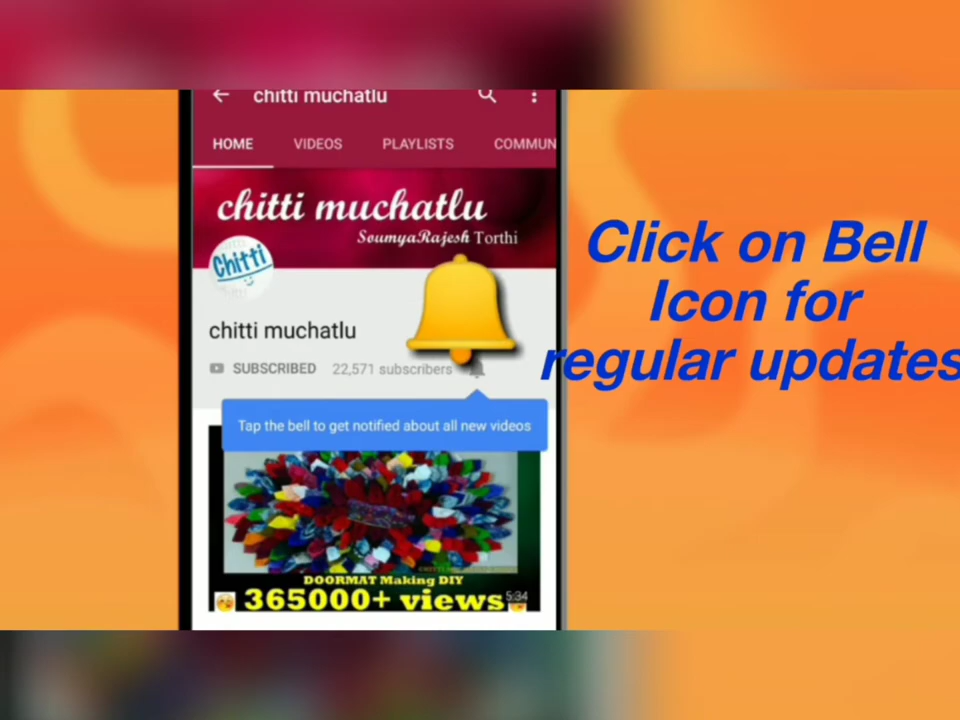 chitti muchatlu
HOME VIDEOS PLAYLISTS COMMUN
chitti muchatlu
SoumyaRajesh Torthi
Chitti
chitti muchatlu
SUBSCRIBED 22,571 subscribers
Tap the bell to get notified about all new videos
DOORMAT Making DIY
365000+ views
5:34
Click on Bell
Icon for
regular updates